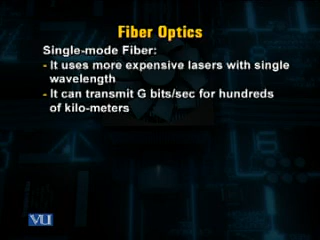 Fiber Optics
Single-mode Fiber:
- It uses more expensive lasers with single
wavelength
- It can transmit G bits/sec for hundreds
of kilo-meters
VU